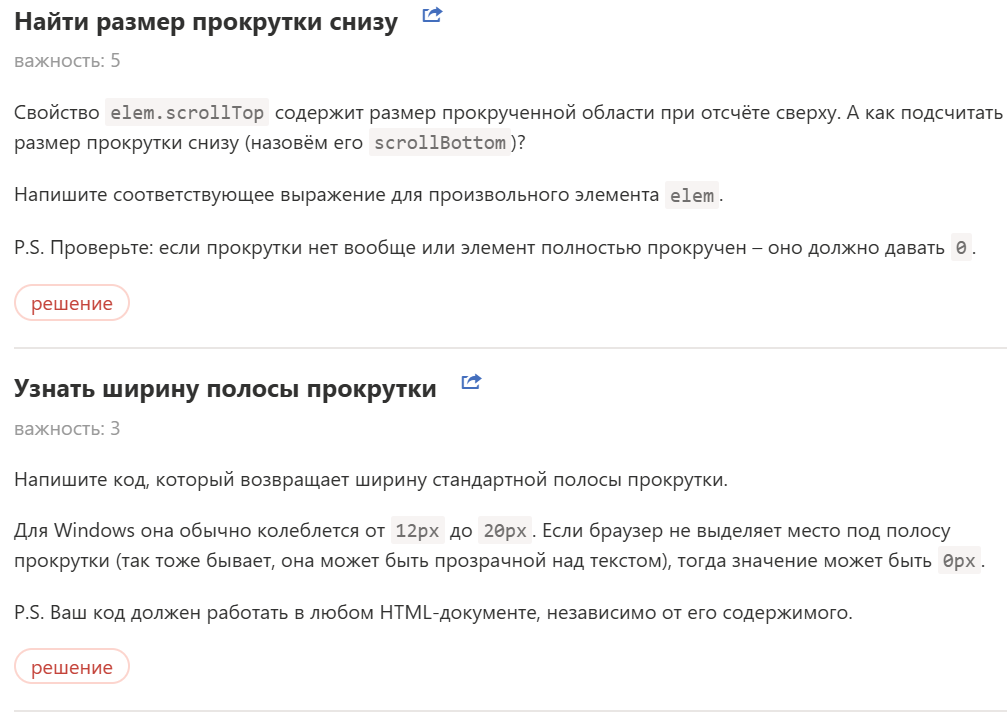 Найти размер прокрутки снизу
важность: 5
Свойство elem.scrollTop содержит размер прокрученной области при отсчёте сверху. А как подсчитать
размер прокрутки снизу (назовём его scrollBottom)?
Напишите соответствующее выражение для произвольного элемента elem.
P.S. Проверьте: если прокрутки нет вообще или элемент полностью прокручен – оно должно давать 0.
решение
Узнать ширину полосы прокрутки
важность: 3
Напишите код, который возвращает ширину стандартной полосы прокрутки.
Для Windows она обычно колеблется от 12px до 20px. Если браузер не выделяет место под полосу
прокрутки (так тоже бывает, она может быть прозрачной над текстом), тогда значение может быть 0px.
P.S. Ваш код должен работать в любом HTML-документе, независимо от его содержимого.
решение